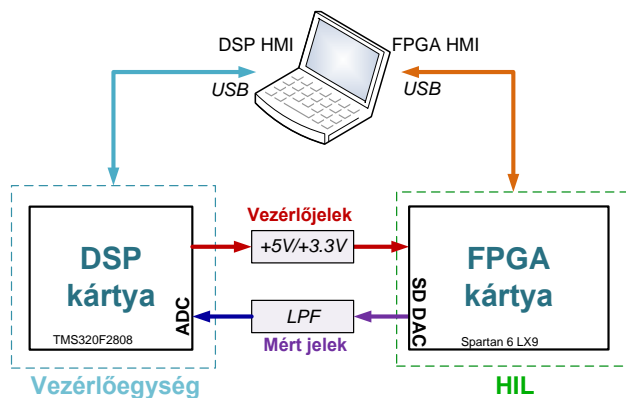 DSP HMI
FPGA HMI
USB
USB
Vezérlőjelek
+5V/+3.3V
DSP
kártya
ADC
TMS320F2808
LPF
Mért jelek
FPGA
kártya
SD DAC
Spartan 6 LX9
Vezérlőegység
HIL